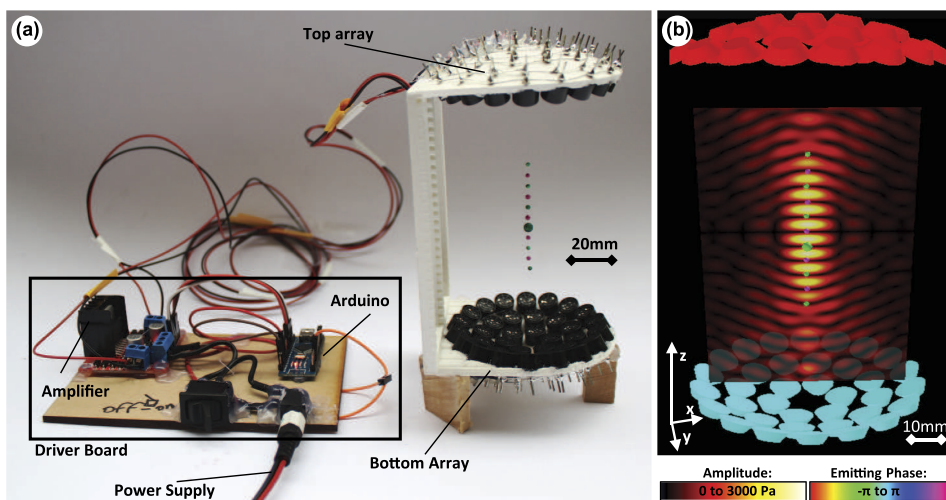 (a)
Top array
20mm
Arduino
Amplifier
Driver Board
Power Supply
Bottom Array
(b)
z
x
y
10mm
Amplitude:
0 to 3000 Pa
Emitting Phase:
-π to π